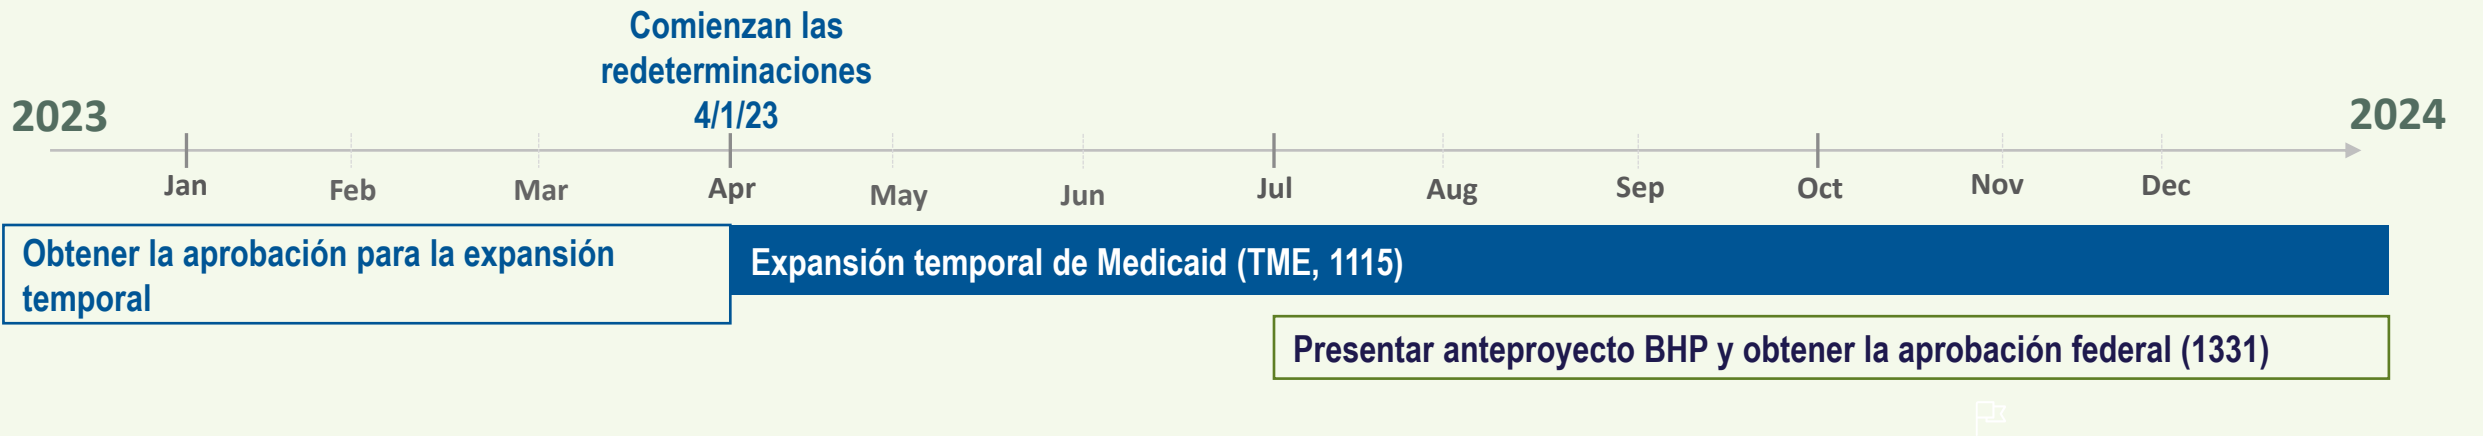 Comienzan las
redeterminaciones
4/1/23
2023
2024
Jan
Feb
Mar
Apr
May
Jun
Jul
Aug
Sep
Oct
Nov
Dec
Obtener la aprobación para la expansión
temporal
Expansión temporal de Medicaid (TME, 1115)
Presentar anteproyecto BHP y obtener la aprobación federal (1331)